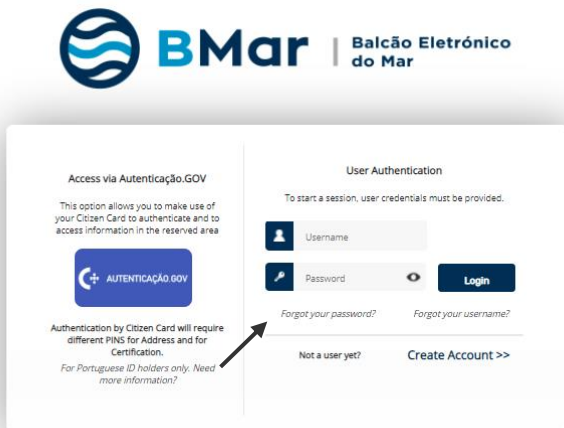 BMar
Balcão Eletrónico
do Mar
Access via Autenticação.GOV
This option allows you to make use of
your Citizen Card to authenticate and to
access information in the reserved area
AUTENTICAÇÃO.GOV
Authentication by Citizen Card will require
different PINS for Address and for
Certification.
For Portuguese ID holders only. Need
more information?
User Authentication
To start a session, user credentials must be provided.
Username
Password
Login
Forgot your password? Forgot your username?
Not a user yet? Create Account >>